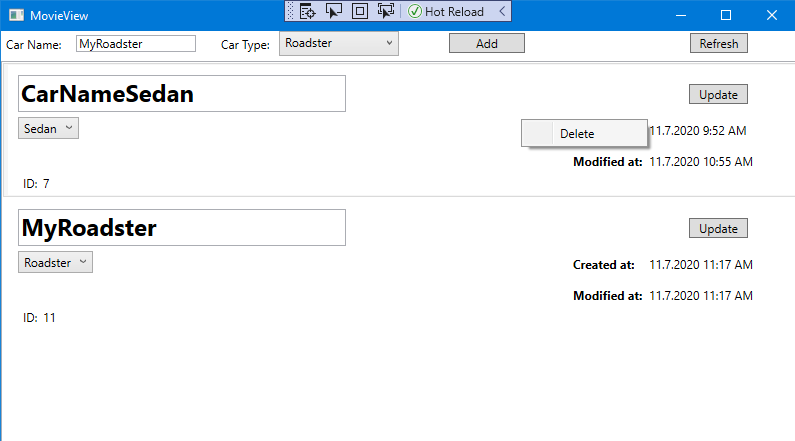 MovieView Hot Reload
Car Name: MyRoadster Car Type: Roadster Add Refresh
CarNameSedan Update
Sedan Delete 11.7.2020 9:52 AM
Modified at: 11.7.2020 10:55 AM
ID: 7
MyRoadster Update
Roadster Created at: 11.7.2020 11:17 AM
Modified at: 11.7.2020 11:17 AM
ID: 11